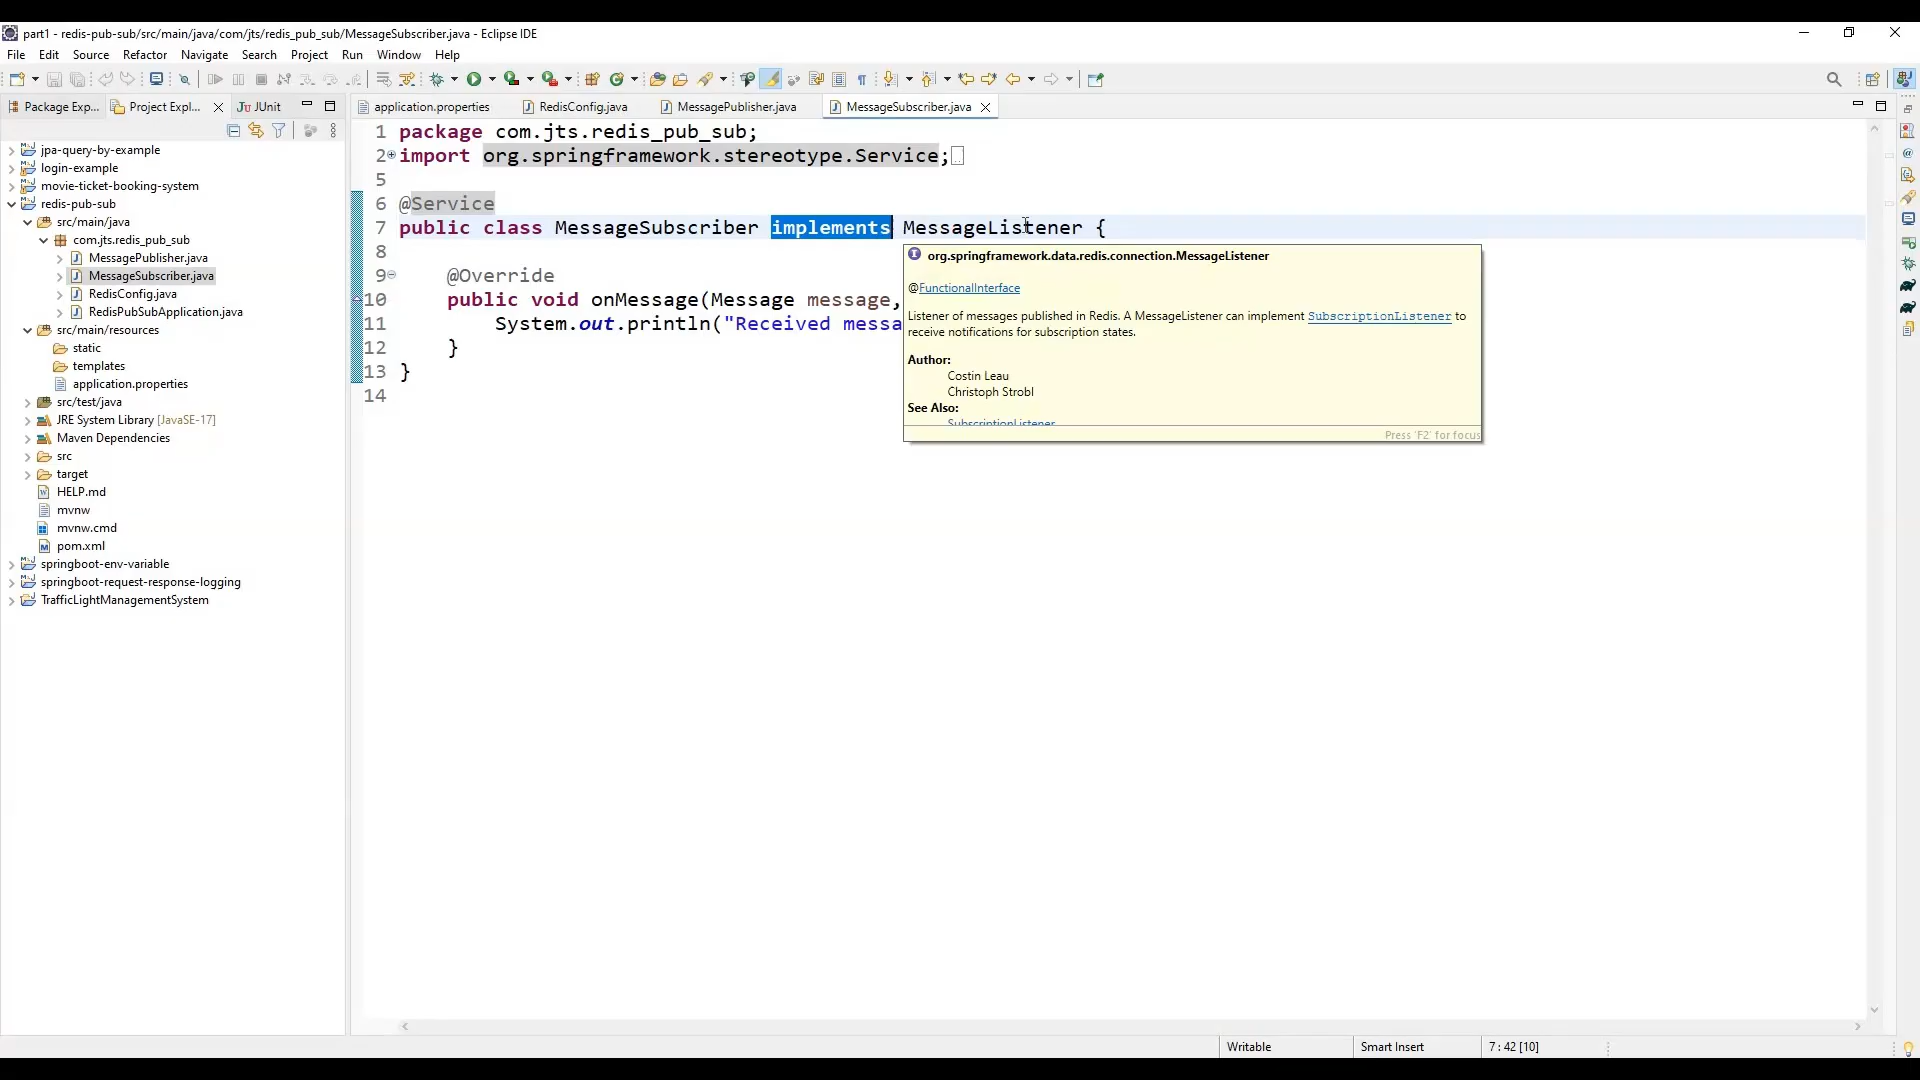 part1 - redis-pub-sub/src/main/java/com/jts/redis_pub_sub/MessageSubscriber.java - Eclipse IDE
File Edit Source Refactor Navigate Search Project Run Window Help
Package Exp... Project Expl... JUnit
application.properties RedisConfig.java MessagePublisher.java MessageSubscriber.java
jpa-query-by-example
login-example
movie-ticket-booking-system
redis-pub-sub
src/main/java
com.jts.redis_pub_sub
MessagePublisher.java
MessageSubscriber.java
RedisConfig.java
RedisPubSubApplication.java
src/main/resources
static
templates
application.properties
src/test/java
JRE System Library [JavaSE-17]
Maven Dependencies
src
target
HELP.md
mvnw
mvnw.cmd
pom.xml
springboot-env-variable
springboot-request-response-logging
TrafficLightManagementSystem
1 package com.jts.redis_pub_sub;
2 import org.springframework.stereotype.Service;
5
6 @Service
7 public class MessageSubscriber implements MessageListener {
8
9 @Override
10 public void onMessage(Message message,
11 System.out.println("Received messa
12 }
13 }
14
org.springframework.data.redis.connection.MessageListener
@FunctionalInterface
Listener of messages published in Redis. A MessageListener can implement SubscriptionListener to
receive notifications for subscription states.
Author:
Costin Leau
Christoph Strobl
See Also:
SubscriptionListener
Press 'F2' for focus
Writable Smart Insert 7 : 42 [10]